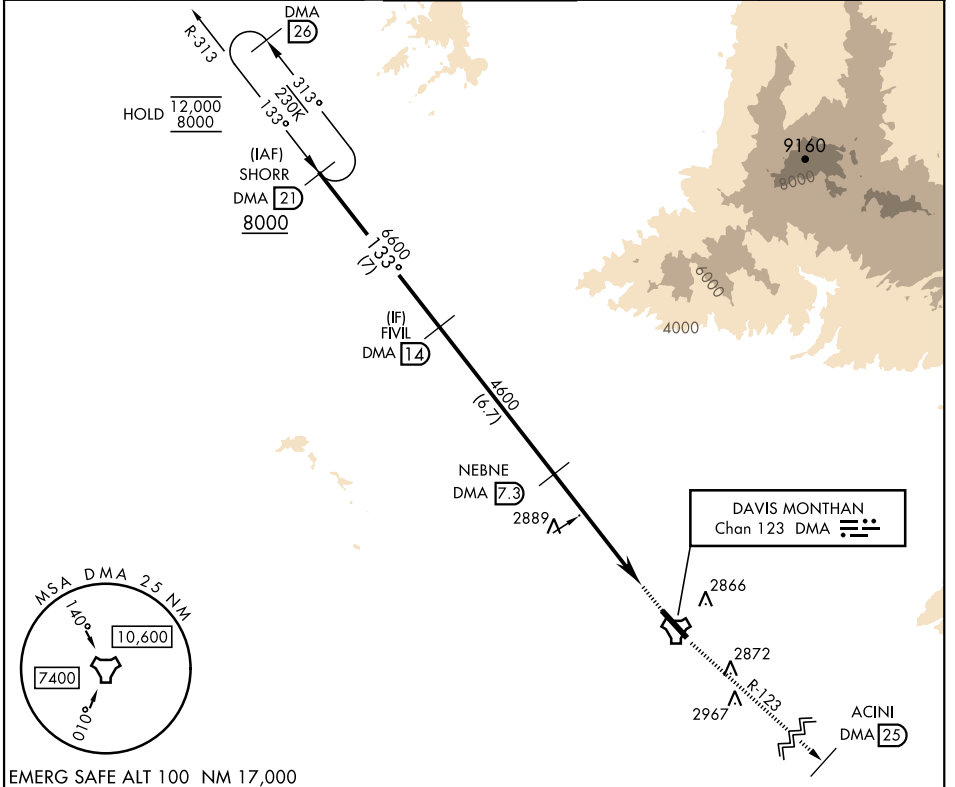 DMA
26
R-313
313°
230K
133°
HOLD 12,000
8000
(IAF)
SHORR
DMA 21
8000
6600
133°
(7)
9160
8000
6000
4000
(IF)
FIVIL
DMA 14
4600
(6.7)
NEBNE
DMA 7.3
2889
DAVIS MONTHAN
Chan 123 DMA
2866
2872
2967
R-123
ACINI
DMA 25
MSA DMA 25 NM
140°
10,600
7400
010°
EMERG SAFE ALT 100 NM 17,000